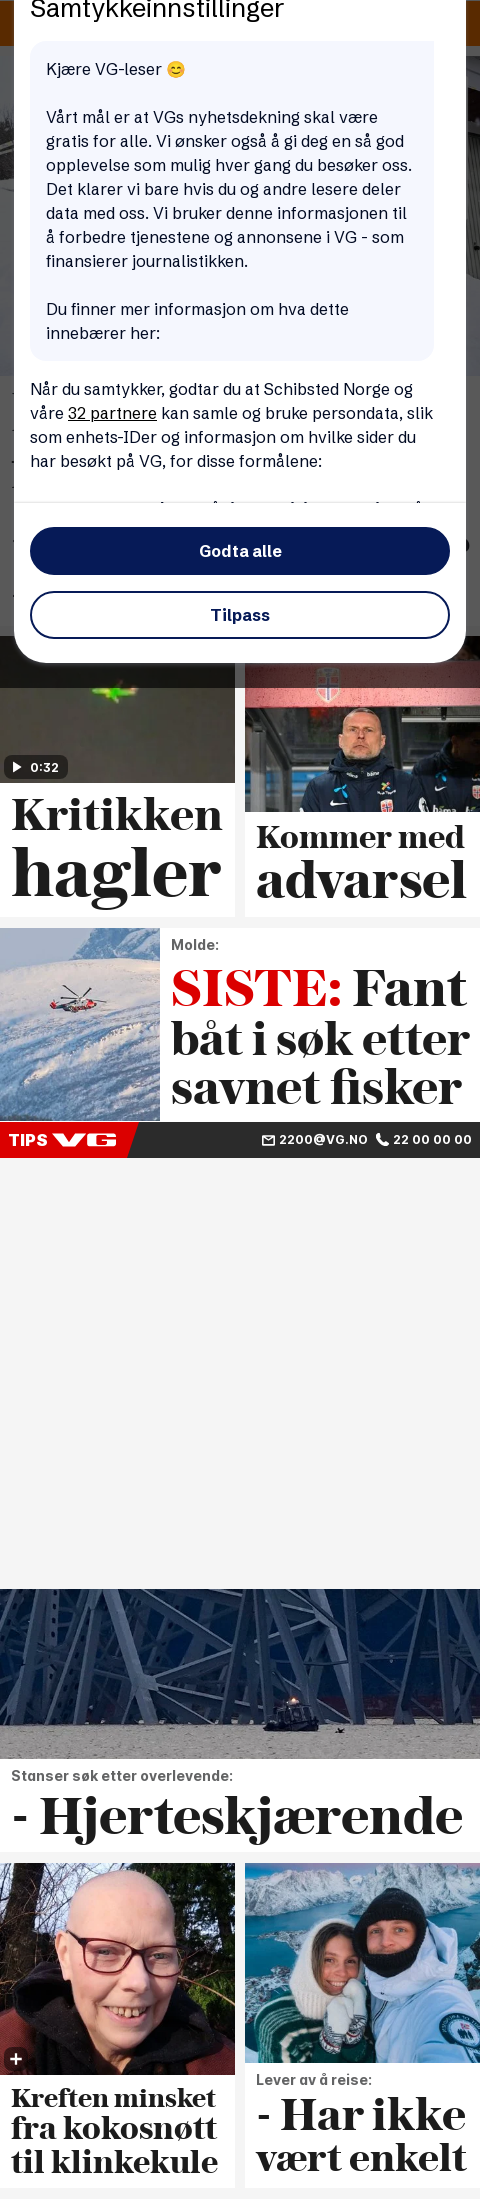 Samtykkeinnstillinger
Kjære VG-leser 😊
Vårt mål er at VGs nyhetsdekning skal være
gratis for alle. Vi ønsker også å gi deg en så god
opplevelse som mulig hver gang du besøker oss.
Det klarer vi bare hvis du og andre lesere deler
data med oss. Vi bruker denne informasjonen til
å forbedre tjenestene og annonsene i VG - som
finansierer journalistikken.
Du finner mer informasjon om hva dette
innebærer her:
Når du samtykker, godtar du at Schibsted Norge og
våre 32 partnere kan samle og bruke persondata, slik
som enhets-IDer og informasjon om hvilke sider du
har besøkt på VG, for disse formålene:
Godta alle
Tilpass
0:32
Kritikken
hagler
Kommer med
advarsel
Molde:
SISTE: Fant
båt i søk etter
savnet fisker
TIPS VG
2200@VG.NO 22 00 00 00
Stanser søk etter overlevende:
- Hjerteskjærende
Kreften minsket
fra kokosnøtt
til klinkekule
Lever av å reise:
- Har ikke
vært enkelt